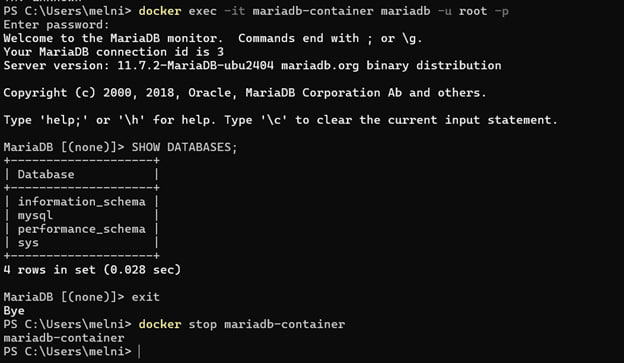 PS C:\Users\melni> docker exec -it mariadb-container mariadb -u root -p
Enter password:
Welcome to the MariaDB monitor.  Commands end with ; or \g.
Your MariaDB connection id is 3
Server version: 11.7.2-MariaDB-ubu2404 mariadb.org binary distribution

Copyright (c) 2000, 2018, Oracle, MariaDB Corporation Ab and others.

Type 'help;' or '\h' for help. Type '\c' to clear the current input statement.

MariaDB [(none)]> SHOW DATABASES;
+--------------------+
| Database           |
+--------------------+
| information_schema |
| mysql              |
| performance_schema |
| sys                |
+--------------------+
4 rows in set (0.028 sec)

MariaDB [(none)]> exit
Bye
PS C:\Users\melni> docker stop mariadb-container
mariadb-container
PS C:\Users\melni>